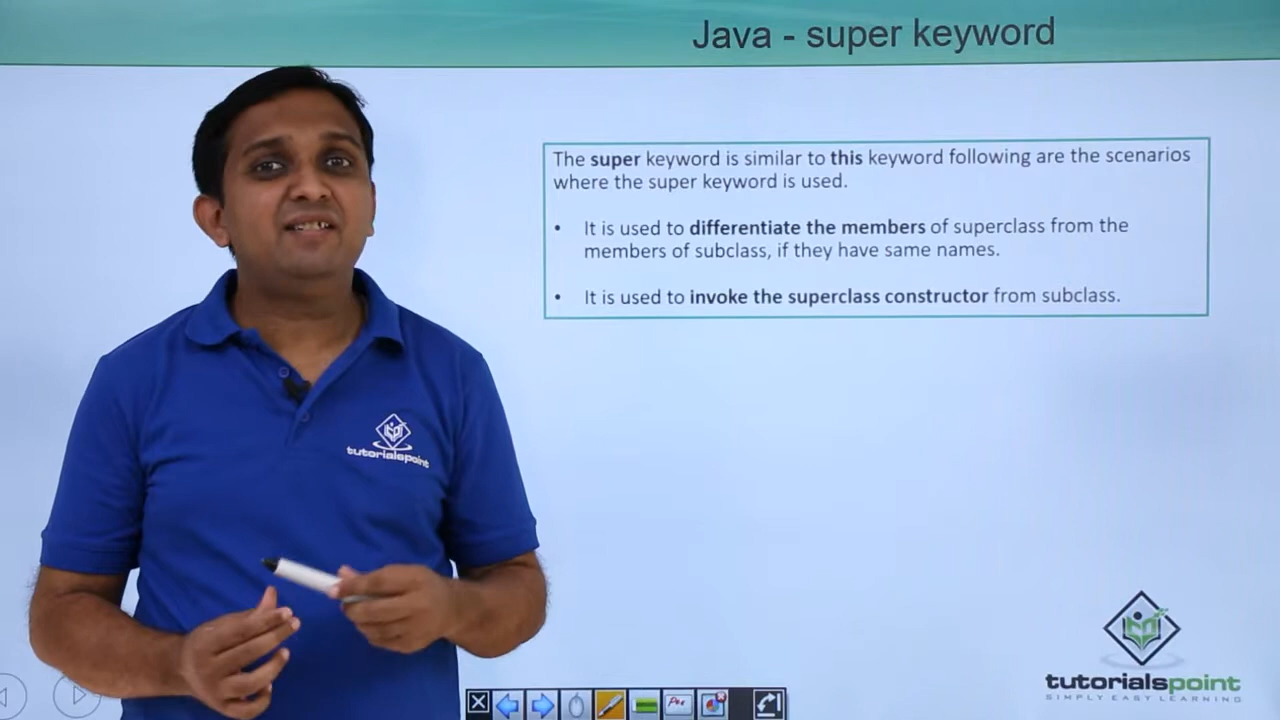 Java - super keyword
The super keyword is similar to this keyword following are the scenarios
where the super keyword is used.
• It is used to differentiate the members of superclass from the
members of subclass, if they have same names.
• It is used to invoke the superclass constructor from subclass.
tutorialspoint
Pen
tutorialspoint
SIMPLY EASY LEARNING